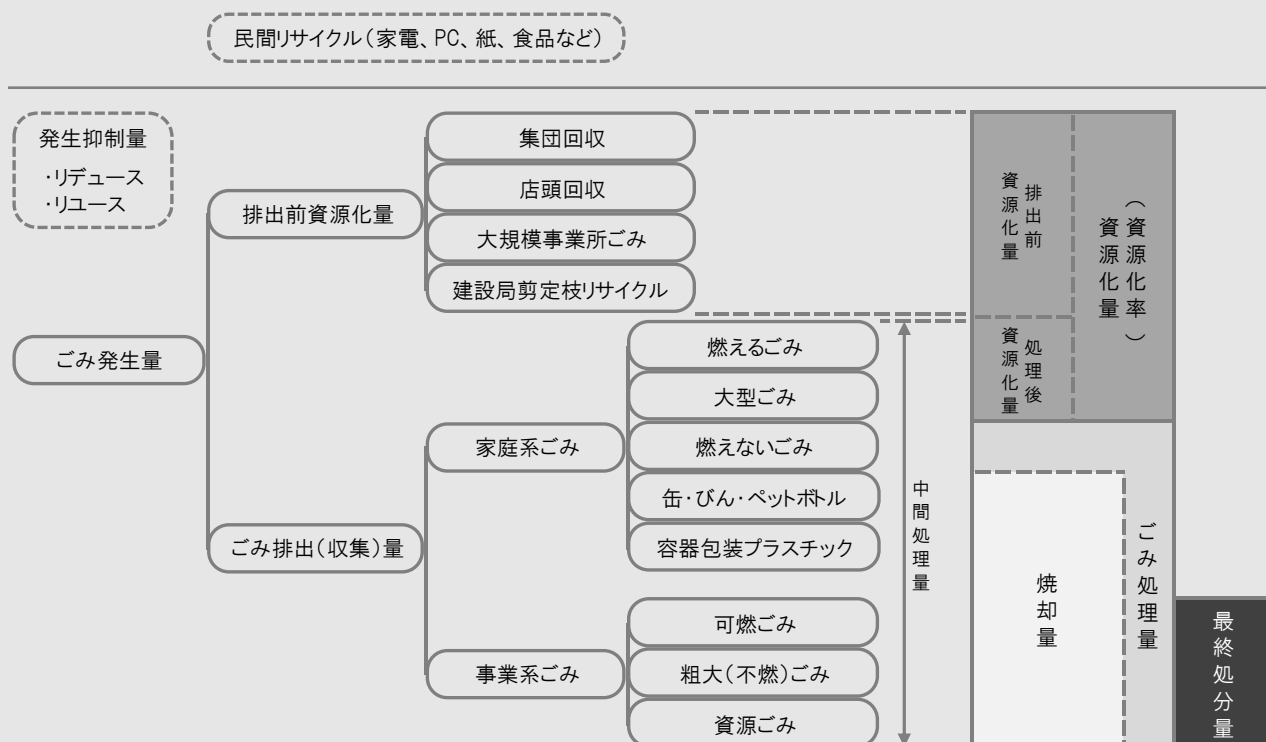 民間リサイクル（家電、PC、紙、食品など）
発生抑制量
・リデュース
・リユース
ごみ発生量
排出前資源化量
ごみ排出（収集）量
集団回収
店頭回収
大規模事業所ごみ
建設局剪定枝リサイクル
家庭系ごみ
事業系ごみ
燃えるごみ
大型ごみ
燃えないごみ
缶・びん・ペットボトル
容器包装プラスチック
可燃ごみ
粗大（不燃）ごみ
資源ごみ
中間処理量
排出前
資源化量
処理後
資源化量
（資源化率）
資源化量
焼却量
ごみ処理量
最終処分量